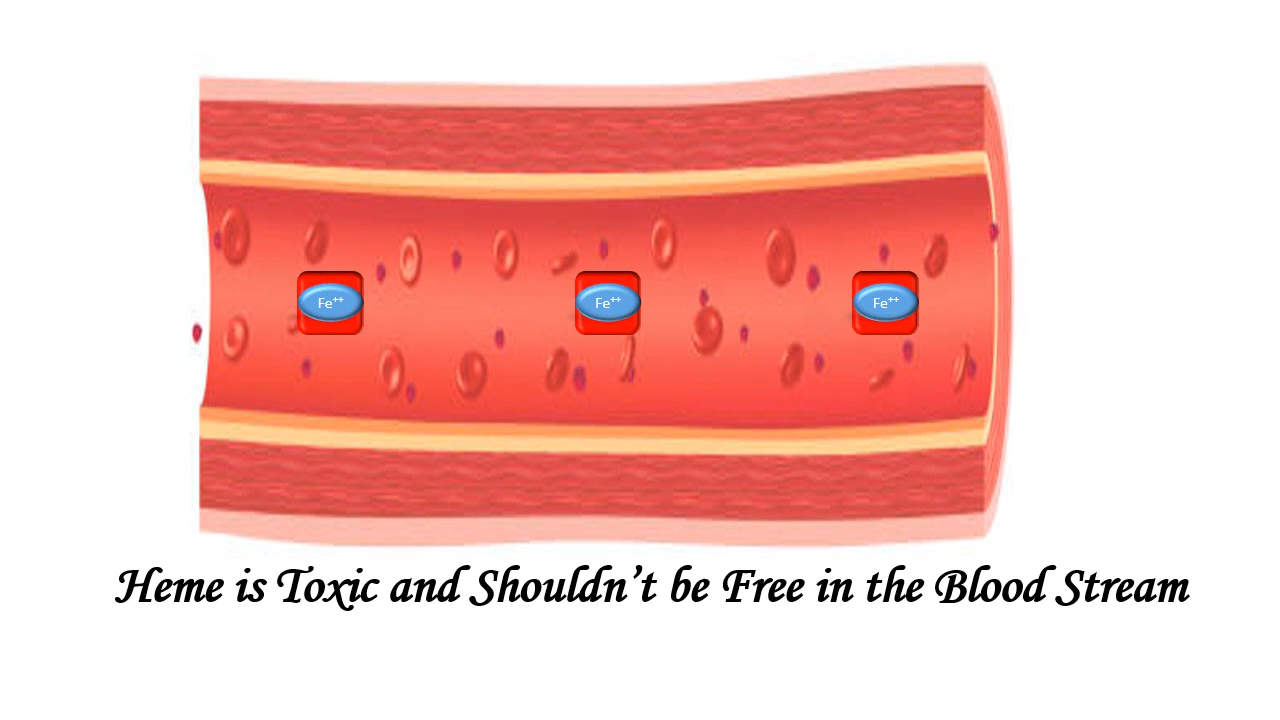 Fe⁺⁺ Fe⁺⁺ Fe⁺⁺
Heme is Toxic and Shouldn’t be Free in the Blood Stream